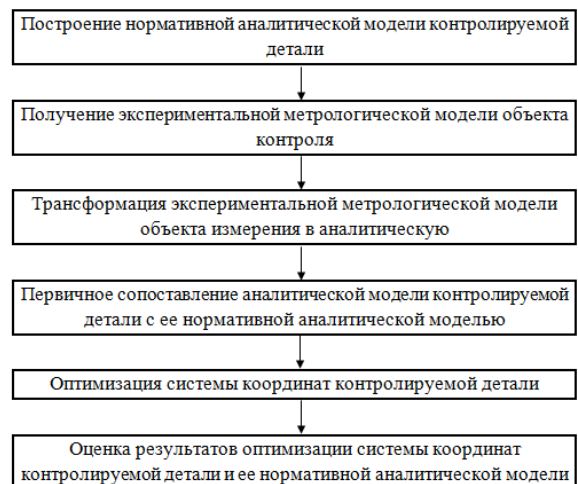 Построение нормативной аналитической модели контролируемой
детали
Получение экспериментальной метрологической модели объекта
контроля
Трансформация экспериментальной метрологической модели
объекта измерения в аналитическую
Первичное сопоставление аналитической модели контролируемой
детали с ее нормативной аналитической моделью
Оптимизация системы координат контролируемой детали
Оценка результатов оптимизации системы координат
контролируемой детали и ее нормативной аналитической модели